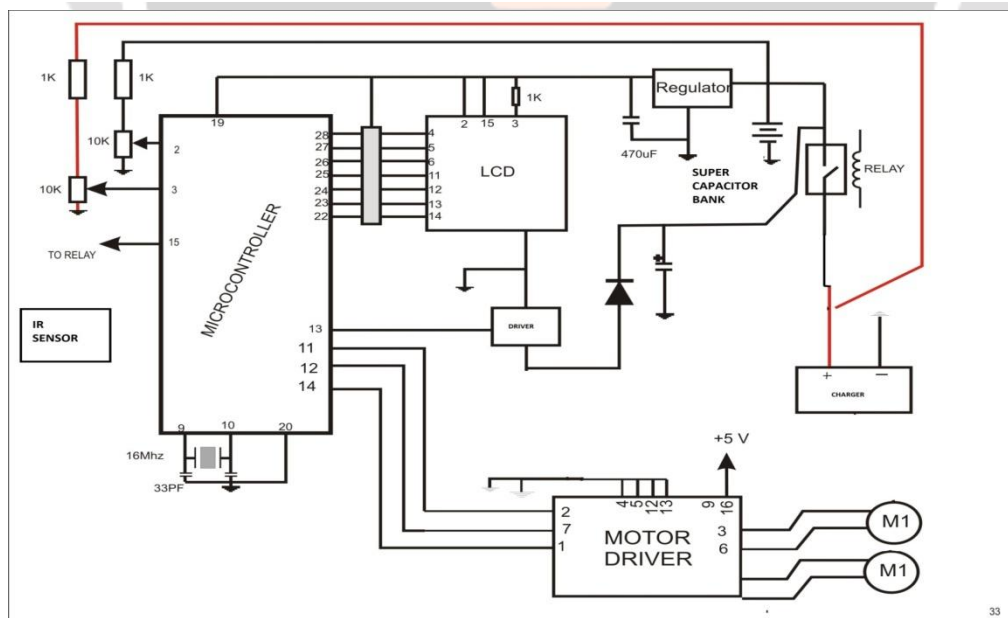 1K
1K
10K
10K
2
3
15
TO RELAY
IR
SENSOR
19
MICROCONTROLLER
28
27
26
25
24
23
22
13
11
12
14
9
10
20
16Mhz
33PF
2
15
3
1K
4
5
6
11
12
13
14
LCD
DRIVER
470uF
Regulator
SUPER
CAPACITOR
BANK
RELAY
+
−
CHARGER
+5 V
4
5
12
13
9
16
2
7
1
MOTOR
DRIVER
3
6
M1
M1
33